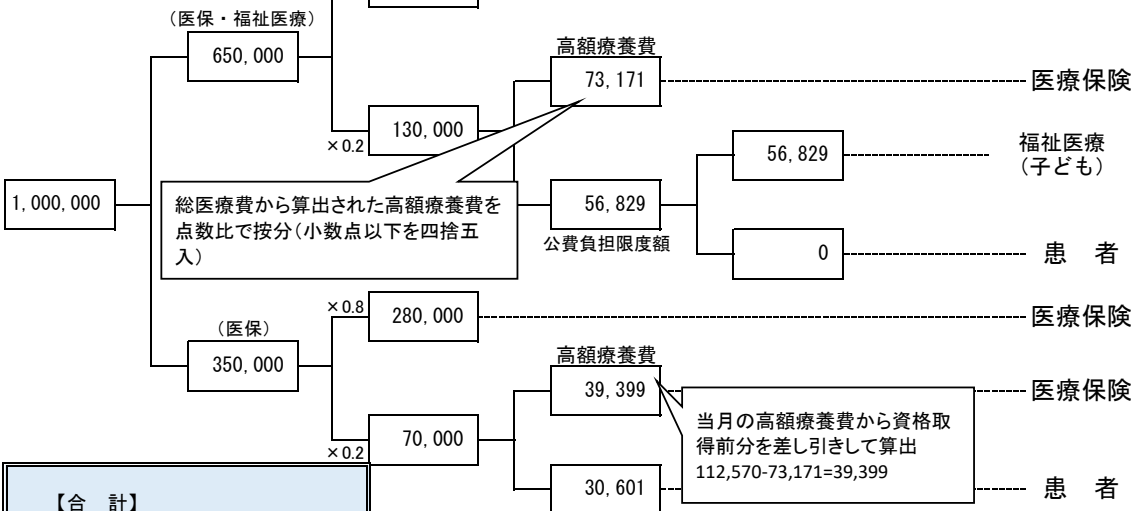 （医保・福祉医療）
650,000
高額療養費
73,171
医療保険
×0.2
130,000
56,829
福祉医療
（子ども）
1,000,000
総医療費から算出された高額療養費を
点数比で按分（小数点以下を四捨五
入）
56,829
公費負担限度額
0
患　者
×0.8
280,000
医療保険
（医保）
350,000
高額療養費
39,399
医療保険
当月の高額療養費から資格取
得前分を差し引きして算出
112,570-73,171=39,399
×0.2
70,000
30,601
患　者
【合　計】